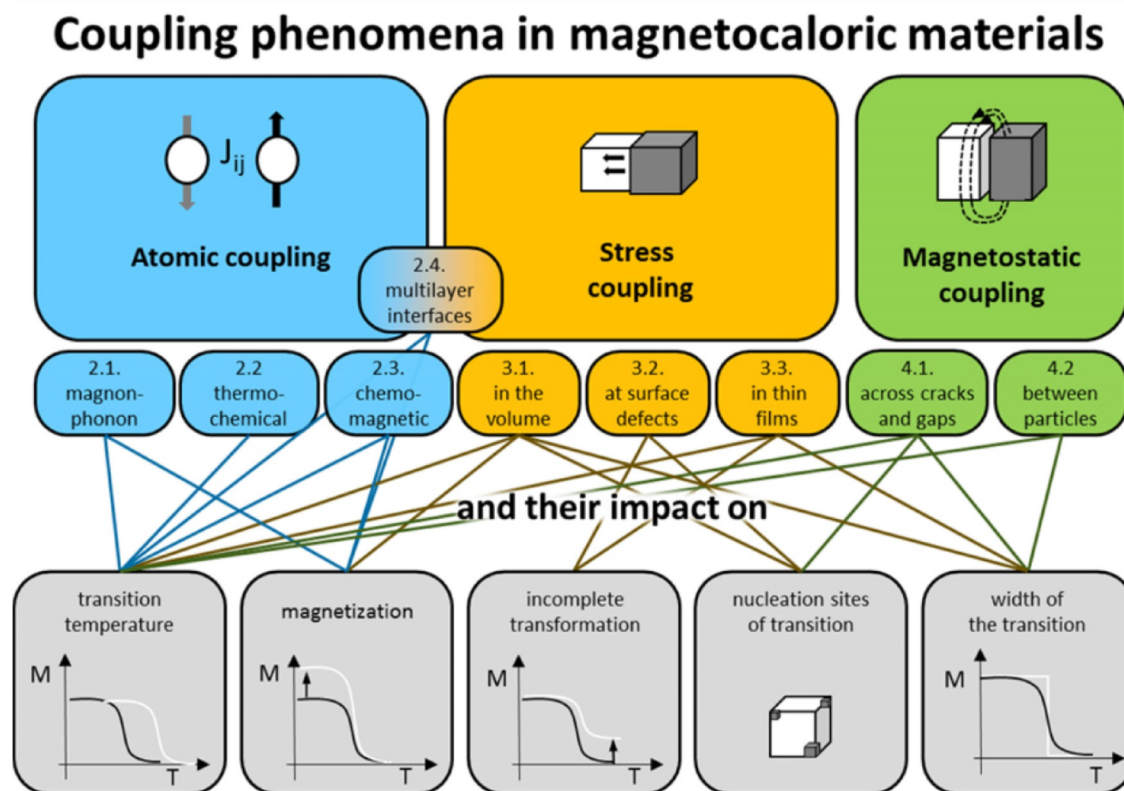 Coupling phenomena in magnetocaloric materials
J_ij
Atomic coupling
Stress
coupling
Magnetostatic
coupling
2.4.
multilayer
interfaces
2.1.
magnon-
phonon
2.2
thermo-
chemical
2.3.
chemo-
magnetic
3.1.
in the
volume
3.2.
at surface
defects
3.3.
in thin
films
4.1.
across cracks
and gaps
4.2
between
particles
and their impact on
transition
temperature
M
T
magnetization
M
T
incomplete
transformation
M
T
nucleation sites
of transition
width of
the transition
M
T